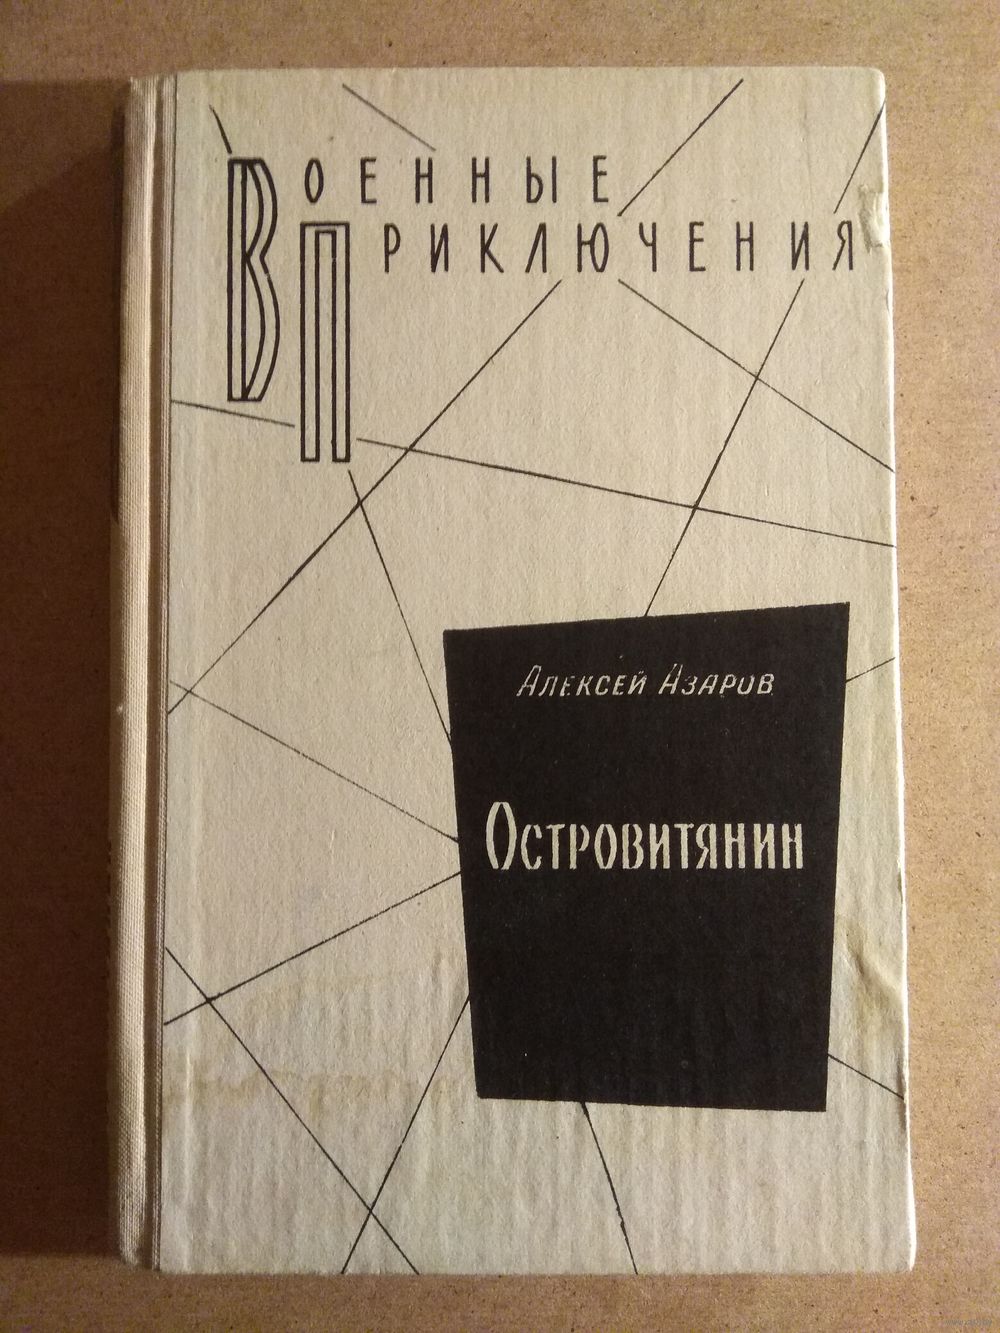 Военные
Приключения
Алексей Азаров
Островитянин